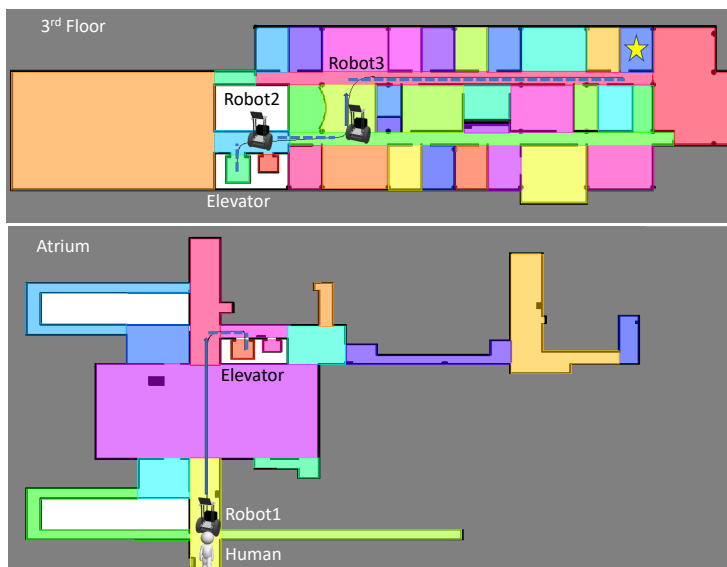 3rd Floor
Robot3
Robot2
Elevator
Atrium
Elevator
Robot1
Human